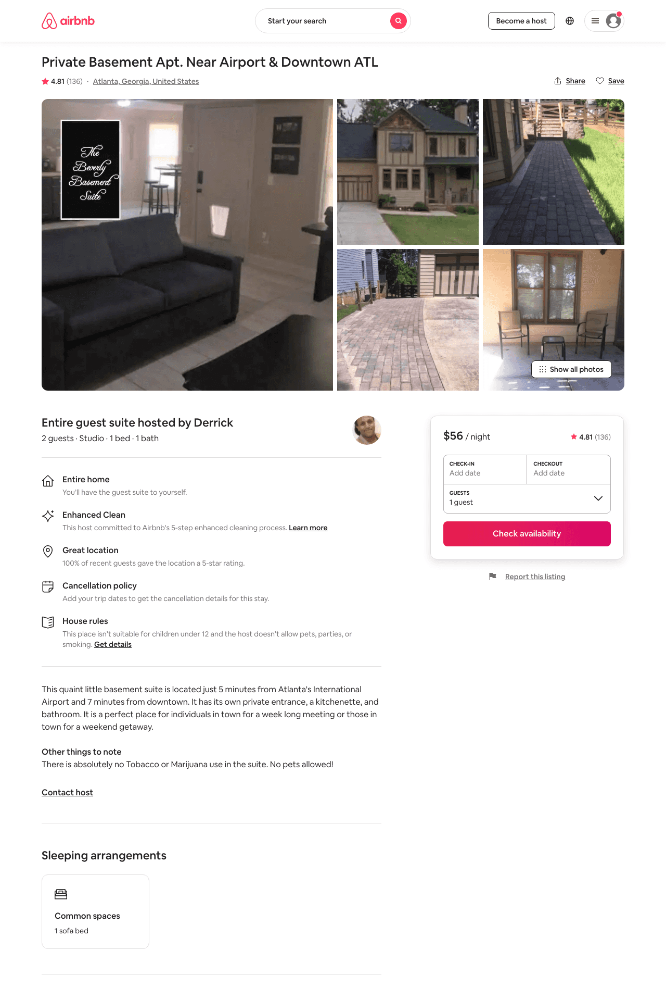 airbnb
Start your search
Become a host
Private Basement Apt. Near Airport & Downtown ATL
4.81 (136) · Atlanta, Georgia, United States
Share
Save
The
Beverly
Basement
Suite
Show all photos
Entire guest suite hosted by Derrick
2 guests · Studio · 1 bed · 1 bath
$56 / night
4.81 (136)
CHECK-IN
Add date
CHECKOUT
Add date
GUESTS
1 guest
Check availability
Report this listing
Entire home
You’ll have the guest suite to yourself.
Enhanced Clean
This host committed to Airbnb's 5-step enhanced cleaning process. Learn more
Great location
100% of recent guests gave the location a 5-star rating.
Cancellation policy
Add your trip dates to get the cancellation details for this stay.
House rules
This place isn’t suitable for children under 12 and the host doesn’t allow pets, parties, or
smoking. Get details
This quaint little basement suite is located just 5 minutes from Atlanta's International
Airport and 7 minutes from downtown. It has its own private entrance, a kitchenette, and
bathroom. It is a perfect place for individuals in town for a week long meeting or those in
town for a weekend getaway.
Other things to note
There is absolutely no Tobacco or Marijuana use in the suite. No pets allowed!
Contact host
Sleeping arrangements
Common spaces
1 sofa bed